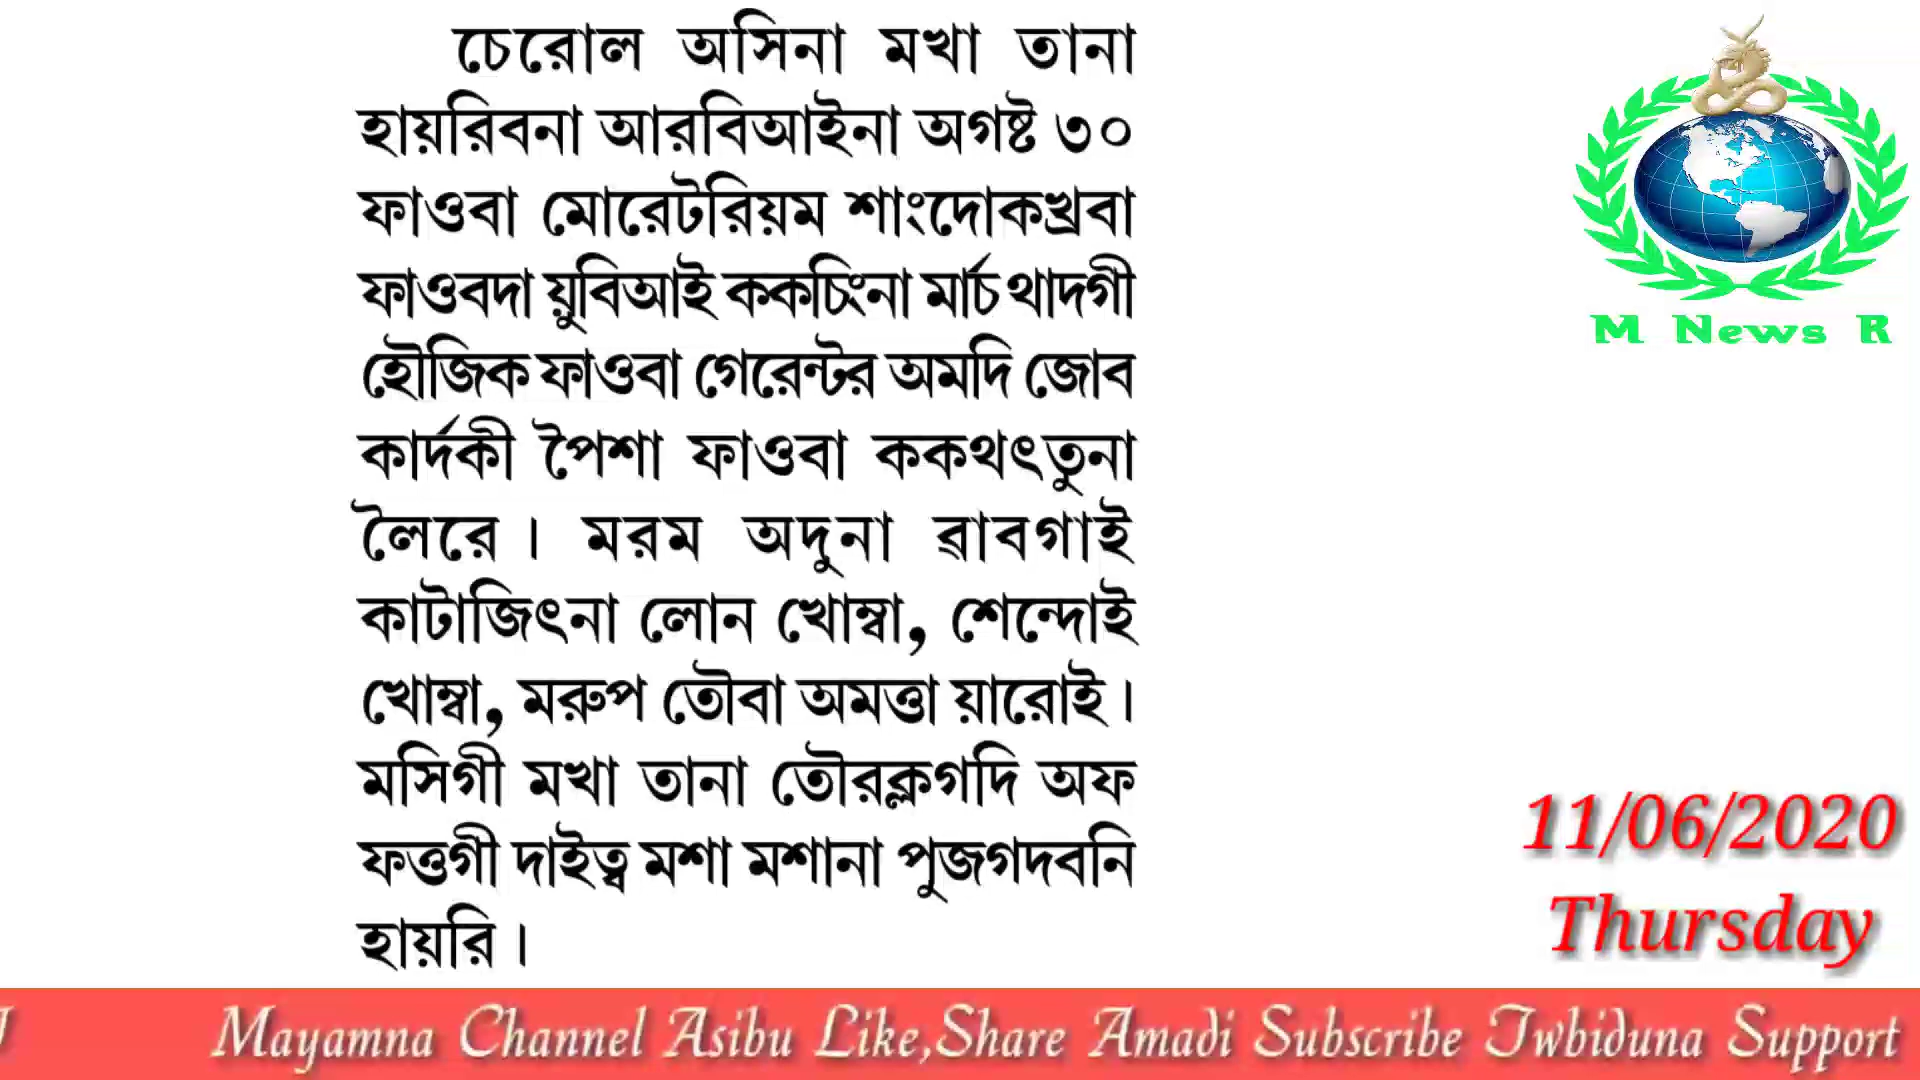 চেরোল অসিনা মখা তানা
হায়রিবনা আরবিআইনা অগষ্ট ৩০
ফাওবা মোরেটরিয়ম শাংদোকখ্রবা
ফাওবদা য়ুবিআই ককচিংনা মার্চ থাদগী
হৌজিক ফাওবা গেরেন্টর অমদি জোব
কার্দকী পৈশা ফাওবা ককথৎতুনা
লৈরে । মরম অদুনা ৱাবগাই
কাটাজিৎনা লোন খোম্বা, শেন্দোই
খোম্বা, মরুপ তৌবা অমত্তা য়ারোই ।
মসিগী মখা তানা তৌরক্লগদি অফ
ফত্তগী দাইত্ব মশা মশানা পুজগদবনি
হায়রি ।
M News R
11/06/2020
Thursday
Mayamna Channel Asibu Like,Share Amadi Subscribe Twbiduna Support